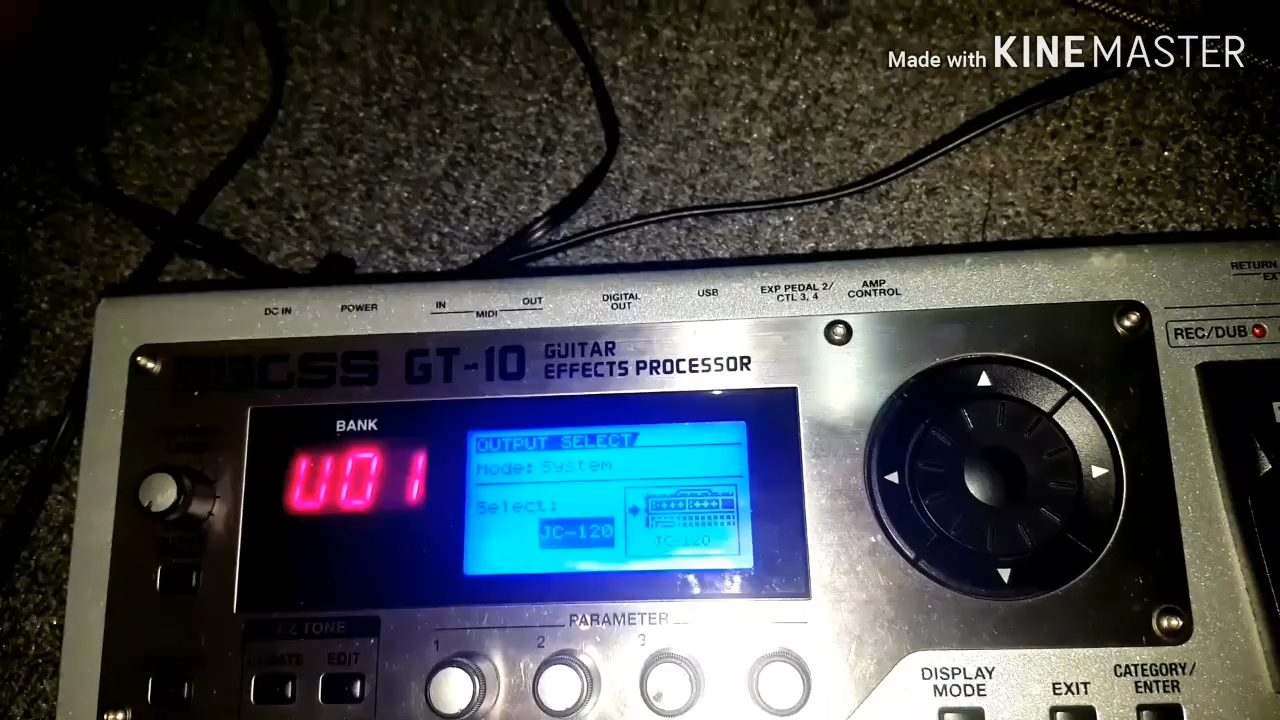 Made with KINEMASTER
RETURN
DC IN
POWER
IN
MIDI
OUT
DIGITAL
OUT
USB
EXP PEDAL 2/
CTL 3, 4
AMP
CONTROL
REC/DUB
BOSS GT-10 GUITAR
EFFECTS PROCESSOR
BANK
U01
OUTPUT SELECT
Mode: System
Select:
JC-120
JC-120
EZ TONE
CREATE
EDIT
PARAMETER
1
2
3
DISPLAY
MODE
EXIT
CATEGORY/
ENTER